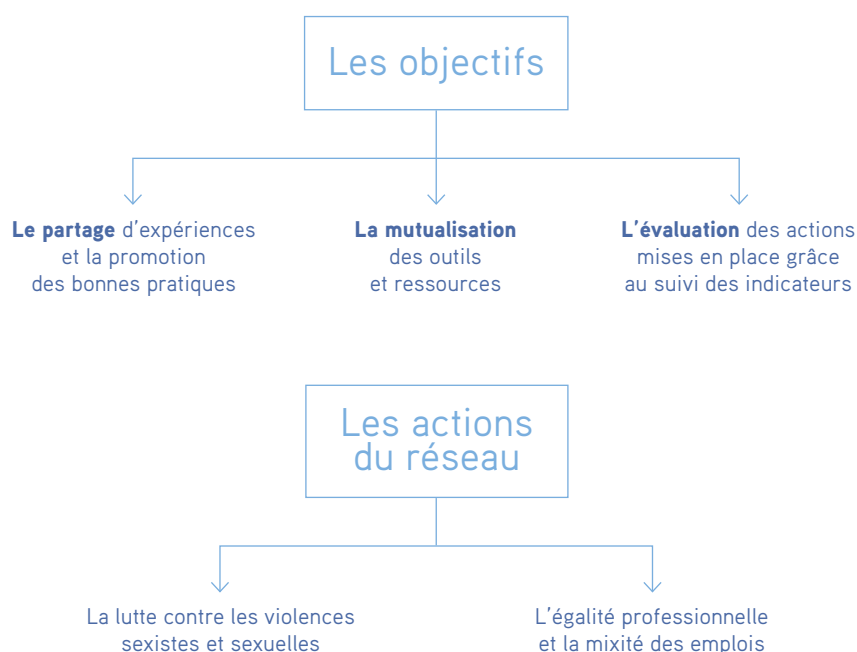 Les objectifs
Le partage d'expériences
et la promotion
des bonnes pratiques
La mutualisation
des outils
et ressources
L'évaluation des actions
mises en place grâce
au suivi des indicateurs
Les actions
du réseau
La lutte contre les violences
sexistes et sexuelles
L'égalité professionnelle
et la mixité des emplois